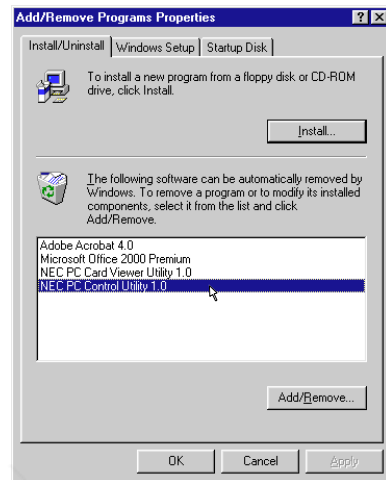 Add/Remove Programs Properties
Install/Uninstall Windows Setup Startup Disk
To install a new program from a floppy disk or CD-ROM
drive, click Install.
Install...
The following software can be automatically removed by
Windows. To remove a program or to modify its installed
components, select it from the list and click
Add/Remove.
Adobe Acrobat 4.0
Microsoft Office 2000 Premium
NEC PC Card Viewer Utility 1.0
NEC PC Control Utility 1.0
Add/Remove...
OK Cancel Apply